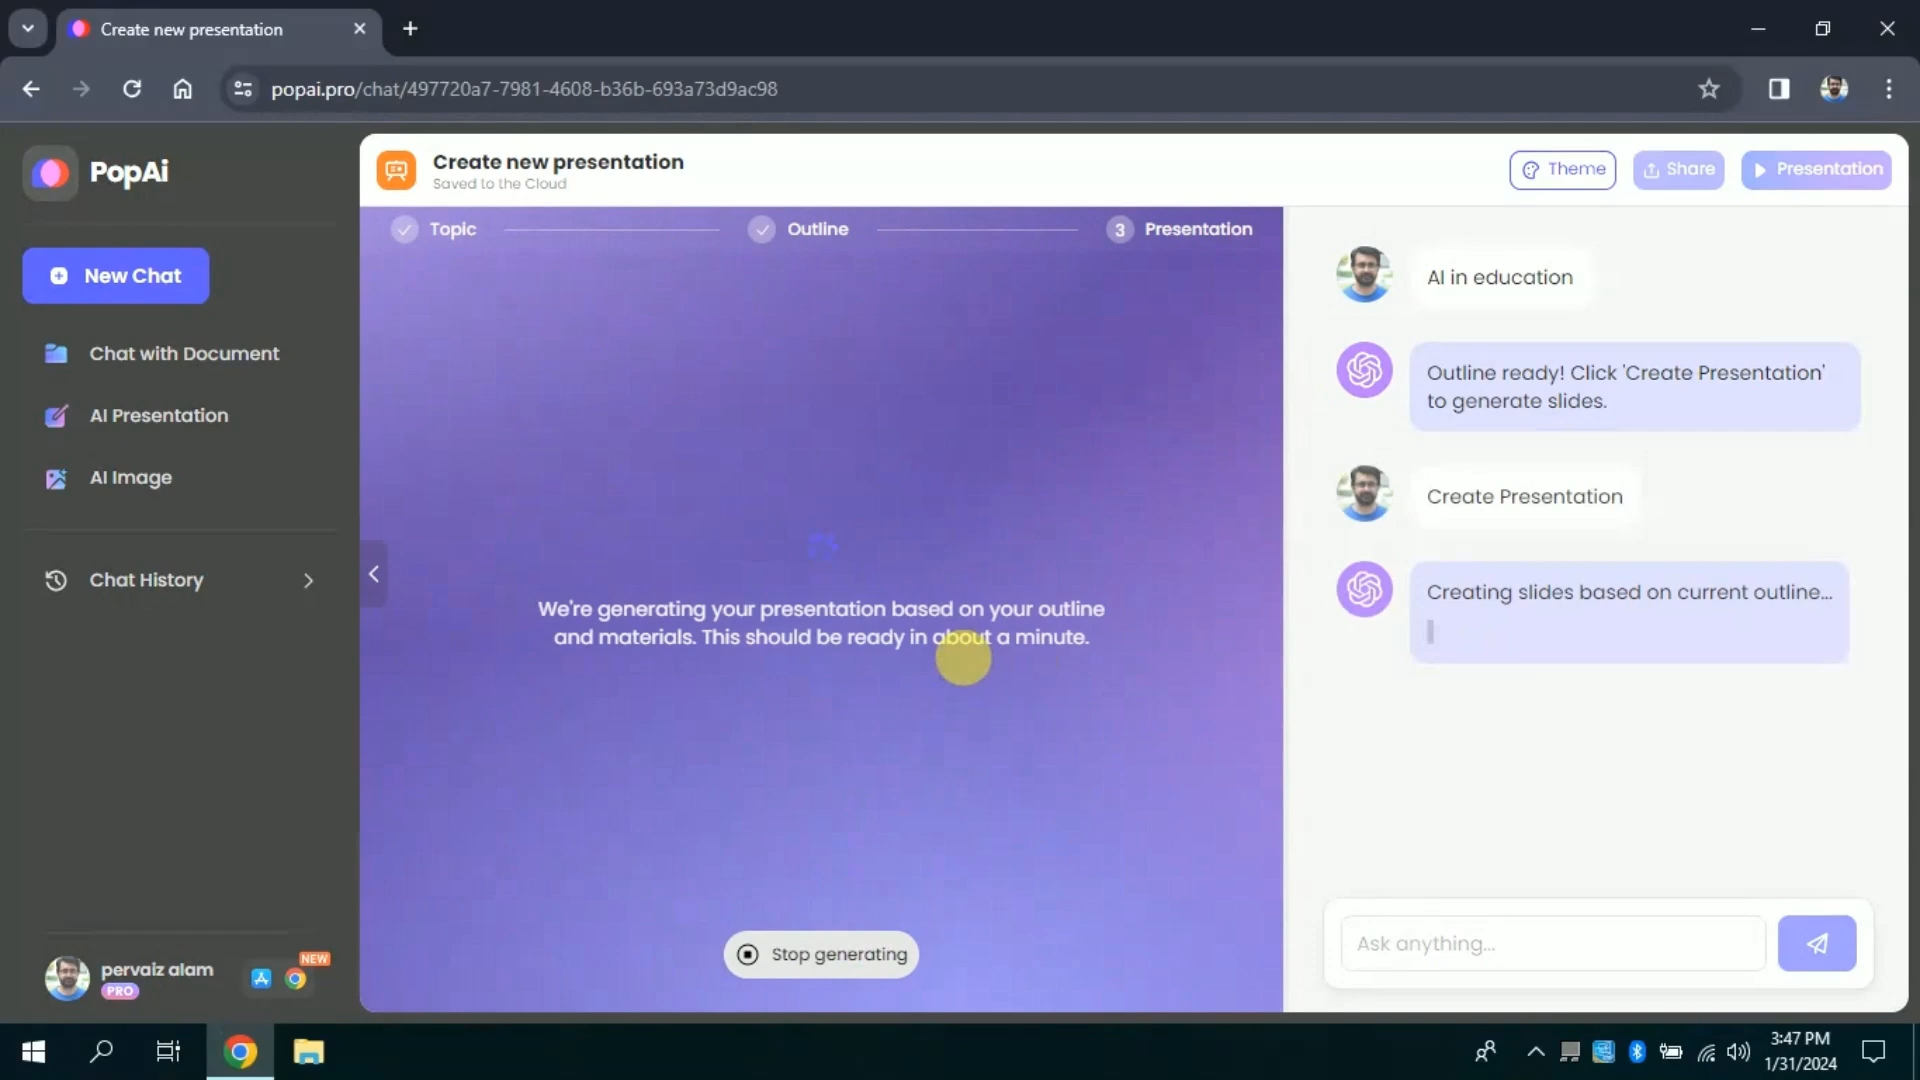 Create new presentation
popai.pro/chat/497720a7-7981-4608-b36b-693a73d9ac98
PopAi
New Chat
Chat with Document
AI Presentation
AI Image
Chat History
pervaiz alam
PRO
NEW
Create new presentation
Saved to the Cloud
Theme
Share
Presentation
Topic
Outline
3 Presentation
We're generating your presentation based on your outline
and materials. This should be ready in about a minute.
Stop generating
AI in education
Outline ready! Click 'Create Presentation'
to generate slides.
Create Presentation
Creating slides based on current outline...
Ask anything...
3:47 PM
1/31/2024